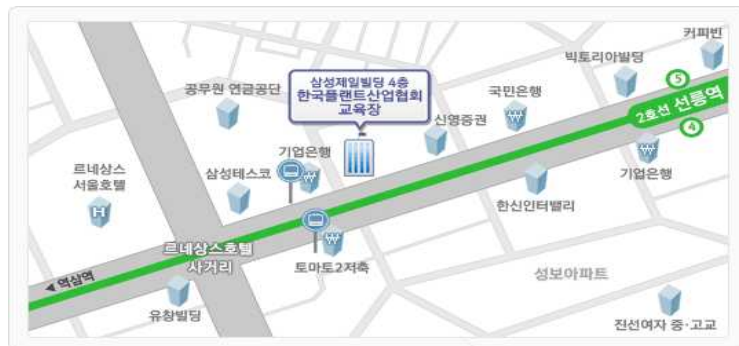 커피빈
빅토리아빌딩
5
삼성제일빌딩 4층
한국플랜트산업협회
교육장
공무원 연금공단
국민은행
2호선 선릉역
신영증권
4
기업은행
기업은행
르네상스
서울호텔
삼성테스코
H
한신인터밸리
르네상스호텔
사거리
토마토2저축
성보아파트
◀ 역삼역
유창빌딩
진선여자 중·고교